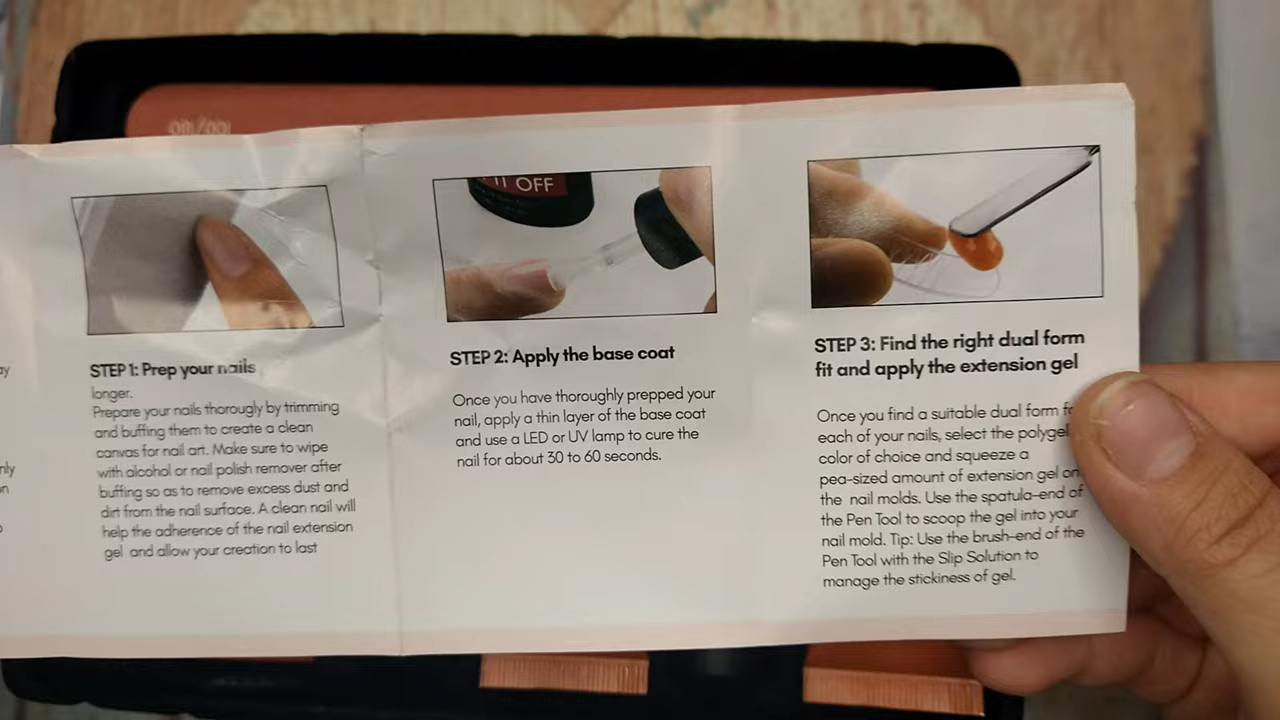 OFF
STEP 1: Prep your nails
longer.
Prepare your nails thorougly by trimming
and buffing them to create a clean
canvas for nail art. Make sure to wipe
with alcohol or nail polish remover after
buffing so as to remove excess dust and
dirt from the nail surface. A clean nail will
help the adherence of the nail extension
gel and allow your creation to last
STEP 2: Apply the base coat
Once you have thoroughly prepped your
nail, apply a thin layer of the base coat
and use a LED or UV lamp to cure the
nail for about 30 to 60 seconds.
STEP 3: Find the right dual form
fit and apply the extension gel
Once you find a suitable dual form
each of your nails, select the polygel
color of choice and squeeze a
pea-sized amount of extension gel on
the nail molds. Use the spatula-end of
the Pen Tool to scoop the gel into your
nail mold. Tip: Use the brush-end of the
Pen Tool with the Slip Solution to
manage the stickiness of gel.